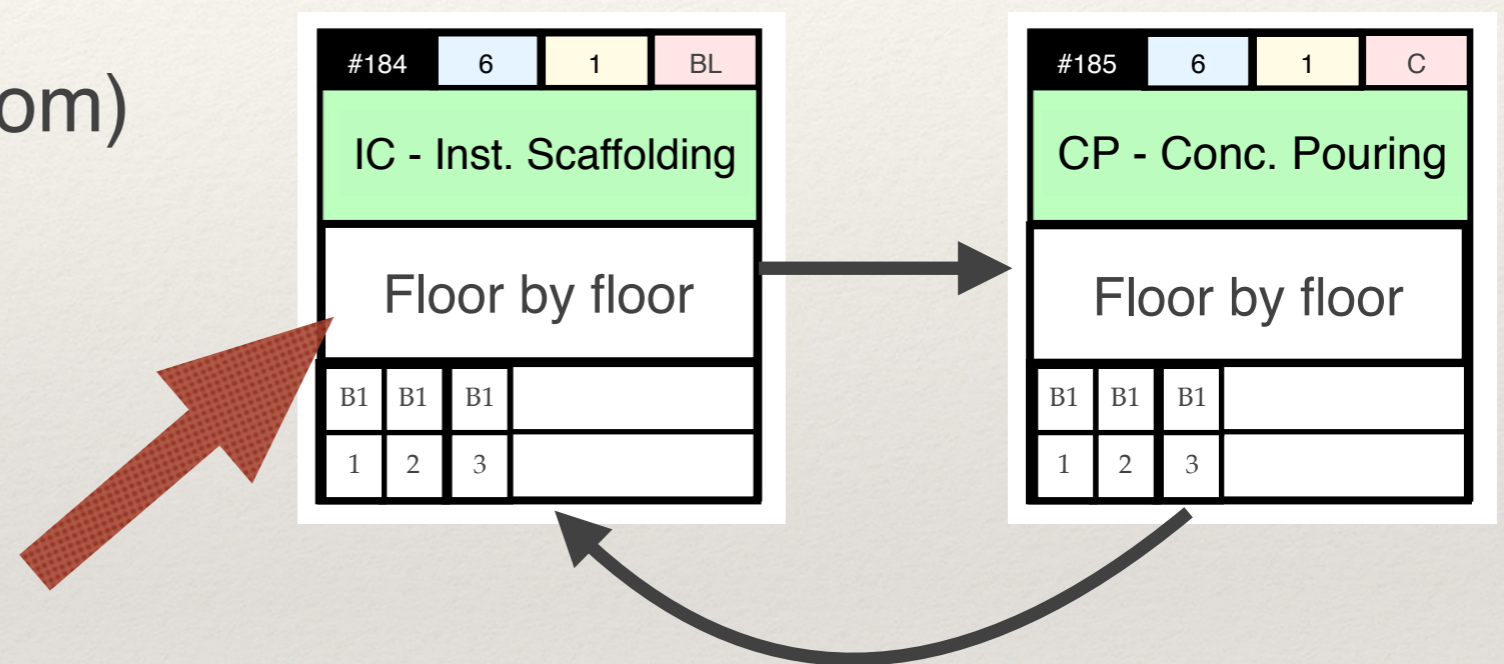 om)
#184 6 1 BL
IC - Inst. Scaffolding
Floor by floor
B1 B1 B1
1 2 3
#185 6 1 C
CP - Conc. Pouring
Floor by floor
B1 B1 B1
1 2 3